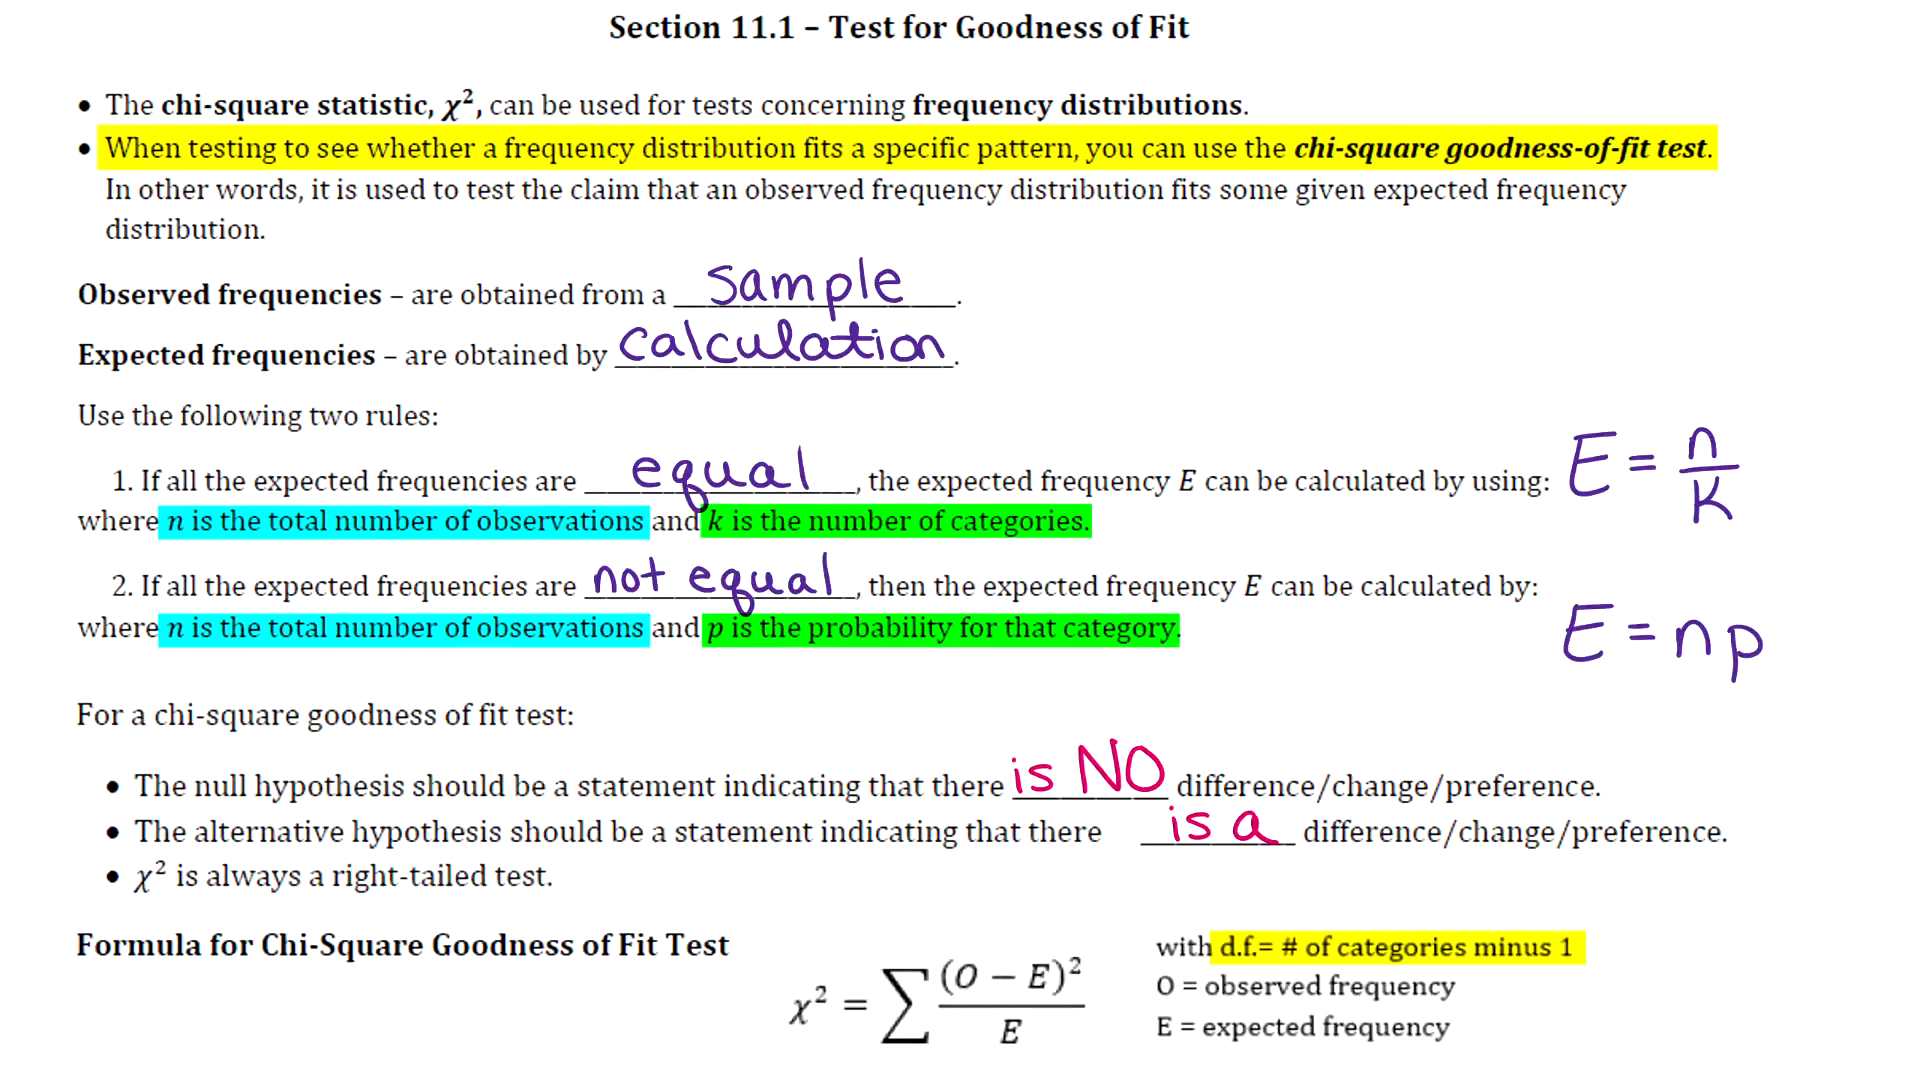 Section 11.1 – Test for Goodness of Fit
• The chi-square statistic, χ², can be used for tests concerning frequency distributions.
• When testing to see whether a frequency distribution fits a specific pattern, you can use the chi-square goodness-of-fit test.
In other words, it is used to test the claim that an observed frequency distribution fits some given expected frequency
distribution.
Observed frequencies – are obtained from a sample.
Expected frequencies – are obtained by calculation.
Use the following two rules:
1. If all the expected frequencies are equal, the expected frequency E can be calculated by using: E = n/k
where n is the total number of observations and k is the number of categories.
2. If all the expected frequencies are not equal, then the expected frequency E can be calculated by:
where n is the total number of observations and p is the probability for that category. E = np
For a chi-square goodness of fit test:
• The null hypothesis should be a statement indicating that there is NO difference/change/preference.
• The alternative hypothesis should be a statement indicating that there is a difference/change/preference.
• χ² is always a right-tailed test.
Formula for Chi-Square Goodness of Fit Test
χ² = ∑ (O − E)² / E
with d.f.= # of categories minus 1
O = observed frequency
E = expected frequency